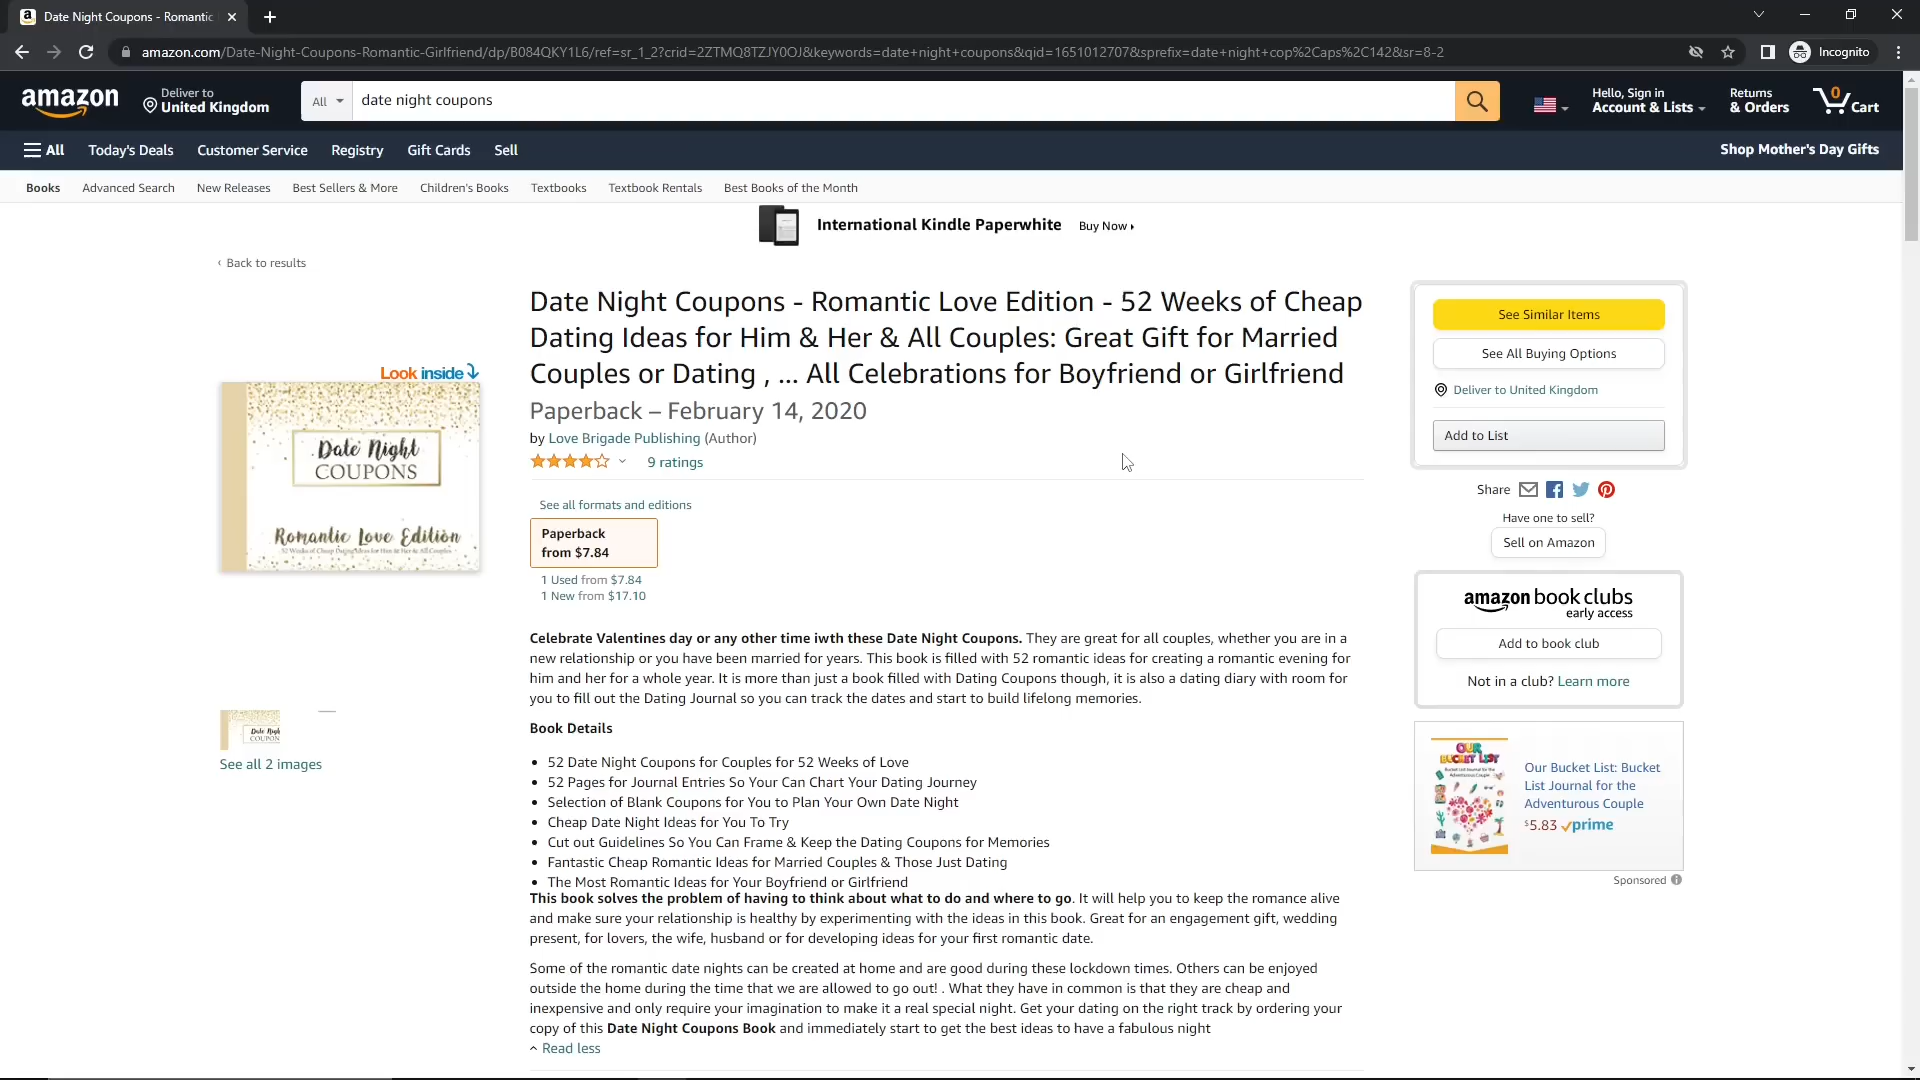 Date Night Coupons - Romantic
amazon.com/Date-Night-Coupons-Romantic-Girlfriend/dp/B084QKY1L6/ref=sr_1_2?crid=2ZTMQ8TZJY0OJ&keywords=date+night+coupons&qid=1651012707&sprefix=date+night+cop%2Caps%2C142&sr=8-2
Incognito
amazon
Deliver to
United Kingdom
All
date night coupons
Hello, Sign in
Account & Lists
Returns
& Orders
0
Cart
All
Today's Deals
Customer Service
Registry
Gift Cards
Sell
Shop Mother's Day Gifts
Books
Advanced Search
New Releases
Best Sellers & More
Children's Books
Textbooks
Textbook Rentals
Best Books of the Month
International Kindle Paperwhite
Buy Now
‹ Back to results
Look inside
Date Night
COUPONS
Romantic Love Edition
52 Weeks of Cheap Dating Ideas for Him & Her & All Couples
Date Nigh
COUPON
See all 2 images
Date Night Coupons - Romantic Love Edition - 52 Weeks of Cheap
Dating Ideas for Him & Her & All Couples: Great Gift for Married
Couples or Dating , ... All Celebrations for Boyfriend or Girlfriend
Paperback – February 14, 2020
by Love Brigade Publishing (Author)
9 ratings
See all formats and editions
Paperback
from $7.84
1 Used from $7.84
1 New from $17.10
Celebrate Valentines day or any other time iwth these Date Night Coupons. They are great for all couples, whether you are in a
new relationship or you have been married for years. This book is filled with 52 romantic ideas for creating a romantic evening for
him and her for a whole year. It is more than just a book filled with Dating Coupons though, it is also a dating diary with room for
you to fill out the Dating Journal so you can track the dates and start to build lifelong memories.
Book Details
• 52 Date Night Coupons for Couples for 52 Weeks of Love
• 52 Pages for Journal Entries So Your Can Chart Your Dating Journey
• Selection of Blank Coupons for You to Plan Your Own Date Night
• Cheap Date Night Ideas for You To Try
• Cut out Guidelines So You Can Frame & Keep the Dating Coupons for Memories
• Fantastic Cheap Romantic Ideas for Married Couples & Those Just Dating
• The Most Romantic Ideas for Your Boyfriend or Girlfriend
This book solves the problem of having to think about what to do and where to go. It will help you to keep the romance alive
and make sure your relationship is healthy by experimenting with the ideas in this book. Great for an engagement gift, wedding
present, for lovers, the wife, husband or for developing ideas for your first romantic date.
Some of the romantic date nights can be created at home and are good during these lockdown times. Others can be enjoyed
outside the home during the time that we are allowed to go out! . What they have in common is that they are cheap and
inexpensive and only require your imagination to make it a real special night. Get your dating on the right track by ordering your
copy of this Date Night Coupons Book and immediately start to get the best ideas to have a fabulous night
Read less
See Similar Items
See All Buying Options
Deliver to United Kingdom
Add to List
Share
Have one to sell?
Sell on Amazon
amazon book clubs
early access
Add to book club
Not in a club? Learn more
OUR
BUCKET LIST
Bucket List Journal for the
Adventurous Couple
Our Bucket List: Bucket
List Journal for the
Adventurous Couple
$5.83 prime
Sponsored